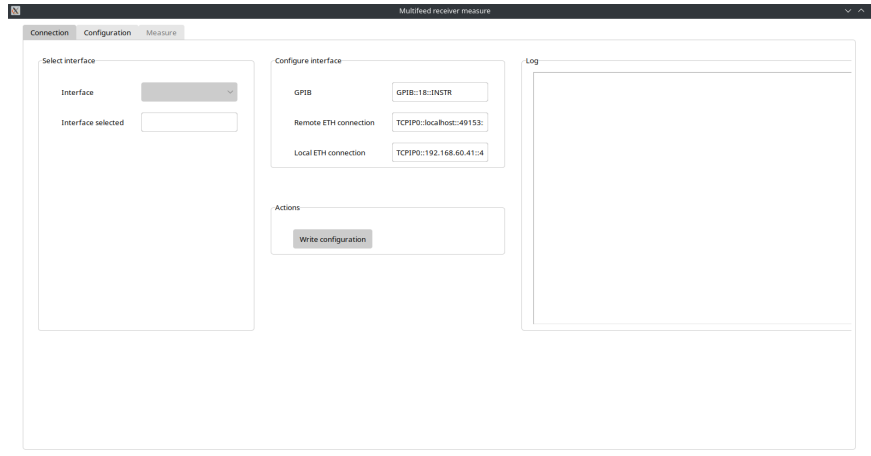 Multifeed receiver measure
Connection Configuration Measure
Select interface
Interface
Interface selected
Configure interface
GPIB GPIB::18::INSTR
Remote ETH connection TCPIP0::localhost::49153:
Local ETH connection TCPIP0::192.168.60.41::4
Actions
Write configuration
Log